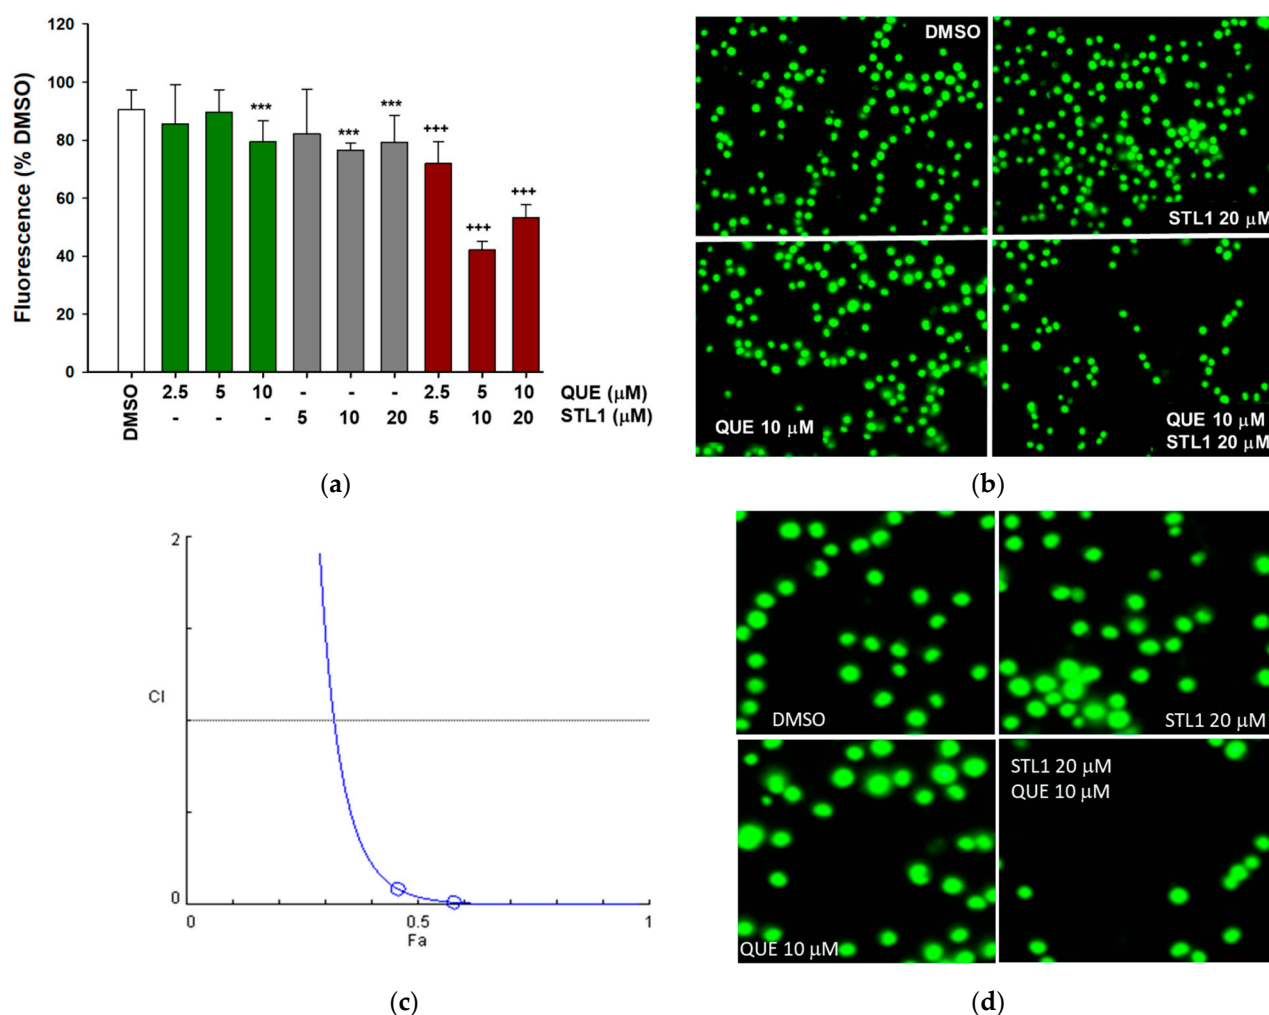 120
100
80
60
40
20
0
Fluorescence (% DMSO)
*** *** *** +++ +++ +++
DMSO
2.5 5 10 - - - 2.5 5 10 QUE (μM)
- - - 5 10 20 5 10 20 STL1 (μM)
(a)
DMSO
STL1 20 μM
QUE 10 μM
QUE 10 μM
STL1 20 μM
(b)
2
CI
0
0 0.5 1
Fa
(c)
DMSO
STL1 20 μM
QUE 10 μM
STL1 20 μM
QUE 10 μM
(d)